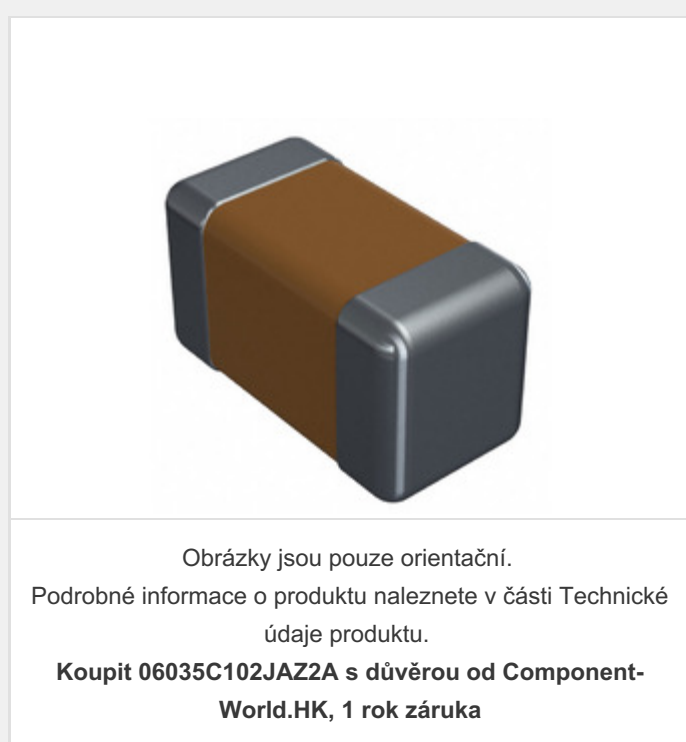 Obrázky jsou pouze orientační.
Podrobné informace o produktu naleznete v části Technické
údaje produktu.
Koupit 06035C102JAZ2A s důvěrou od Component-
World.HK, 1 rok záruka